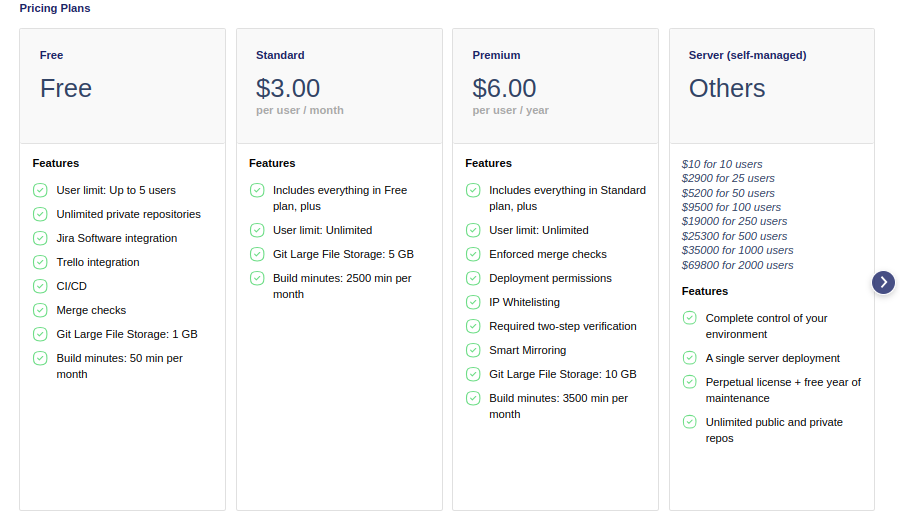 Pricing Plans
Free
Free
Features
User limit: Up to 5 users
Unlimited private repositories
Jira Software integration
Trello integration
CI/CD
Merge checks
Git Large File Storage: 1 GB
Build minutes: 50 min per
month
Standard
$3.00
per user / month
Features
Includes everything in Free
plan, plus
User limit: Unlimited
Git Large File Storage: 5 GB
Build minutes: 2500 min per
month
Premium
$6.00
per user / year
Features
Includes everything in Standard
plan, plus
User limit: Unlimited
Enforced merge checks
Deployment permissions
IP Whitelisting
Required two-step verification
Smart Mirroring
Git Large File Storage: 10 GB
Build minutes: 3500 min per
month
Server (self-managed)
Others
$10 for 10 users
$2900 for 25 users
$5200 for 50 users
$9500 for 100 users
$19000 for 250 users
$25300 for 500 users
$35000 for 1000 users
$69800 for 2000 users
Features
Complete control of your
environment
A single server deployment
Perpetual license + free year of
maintenance
Unlimited public and private
repos